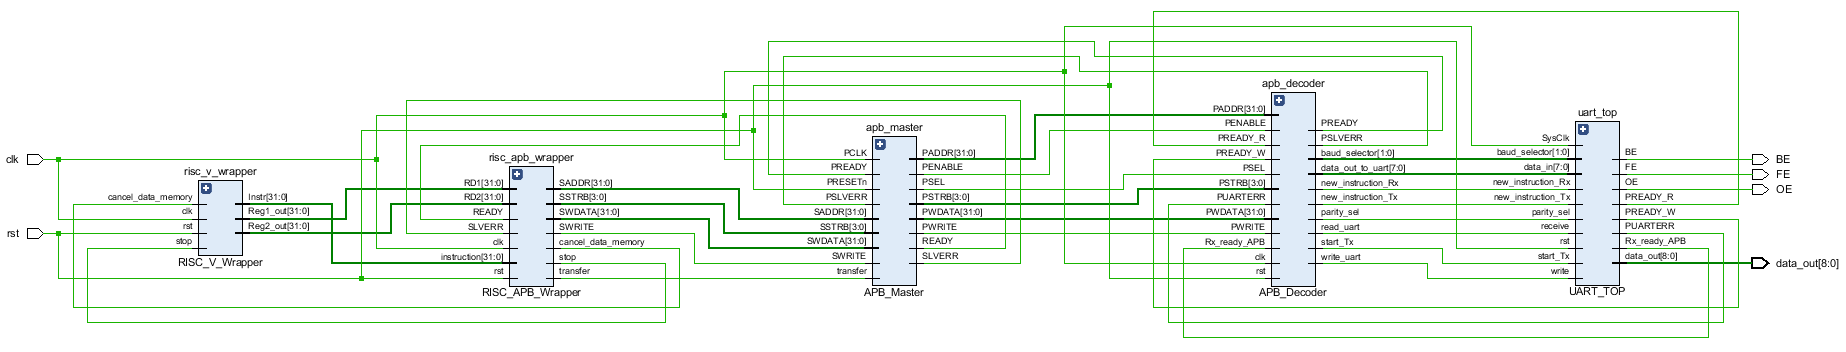 clk
rst
risc_v_wrapper
cancel_data_memory
clk
rst
stop
Instr[31:0]
Reg1_out[31:0]
Reg2_out[31:0]
RISC_V_Wrapper
risc_apb_wrapper
RD1[31:0]
RD2[31:0]
READY
SLVERR
clk
instruction[31:0]
rst
SADDR[31:0]
SSTRB[3:0]
SWDATA[31:0]
SWRITE
cancel_data_memory
stop
transfer
RISC_APB_Wrapper
apb_master
PCLK
PREADY
PRESETn
PSLVERR
SADDR[31:0]
SSTRB[3:0]
SWDATA[31:0]
SWRITE
transfer
PADDR[31:0]
PENABLE
PSEL
PSTRB[3:0]
PWDATA[31:0]
PWRITE
READY
SLVERR
APB_Master
apb_decoder
PADDR[31:0]
PENABLE
PREADY_R
PREADY_W
PSEL
PSTRB[3:0]
PUARTERR
PWDATA[31:0]
PWRITE
Rx_ready_APB
clk
rst
PREADY
PSLVERR
baud_selector[1:0]
data_out_to_uart[7:0]
new_instruction_Rx
new_instruction_Tx
parity_sel
read_uart
start_Tx
write_uart
APB_Decoder
uart_top
SysClk
baud_selector[1:0]
data_in[7:0]
new_instruction_Rx
new_instruction_Tx
parity_sel
receive
rst
start_Tx
write
BE
FE
OE
PREADY_R
PREADY_W
PUARTERR
Rx_ready_APB
data_out[8:0]
UART_TOP
BE
FE
OE
data_out[8:0]